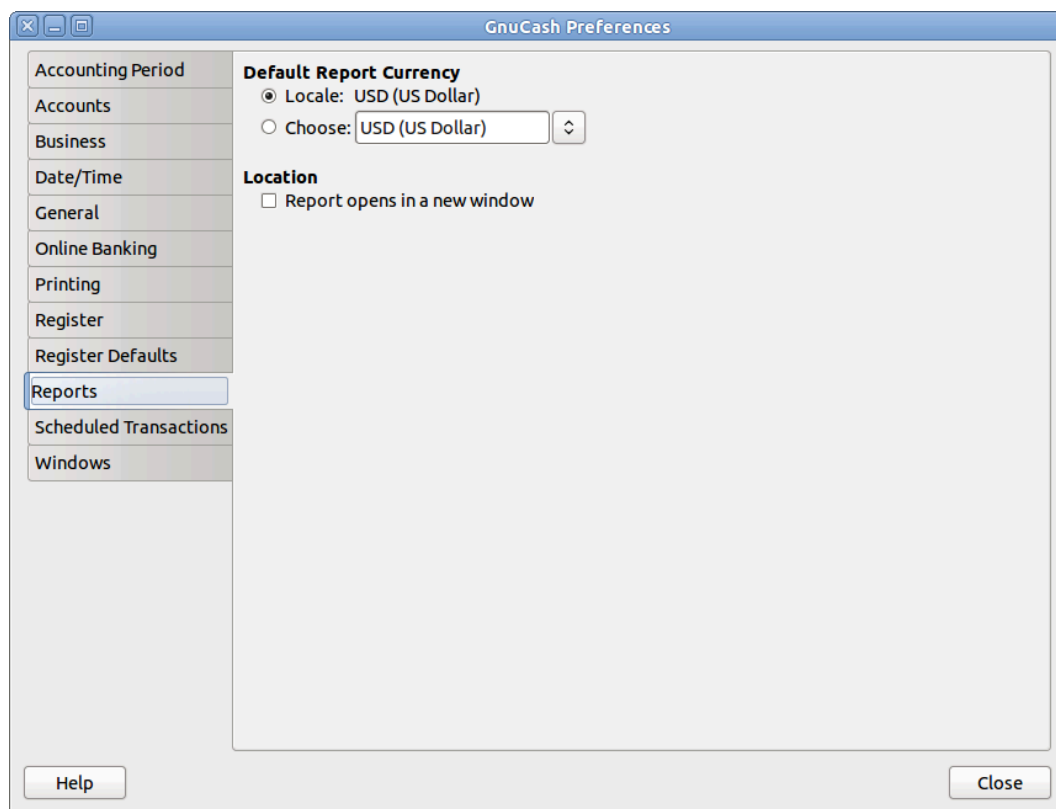 GnuCash Preferences
Accounting Period
Accounts
Business
Date/Time
General
Online Banking
Printing
Register
Register Defaults
Reports
Scheduled Transactions
Windows
Default Report Currency
Locale: USD (US Dollar)
Choose: USD (US Dollar)
Location
Report opens in a new window
Help
Close